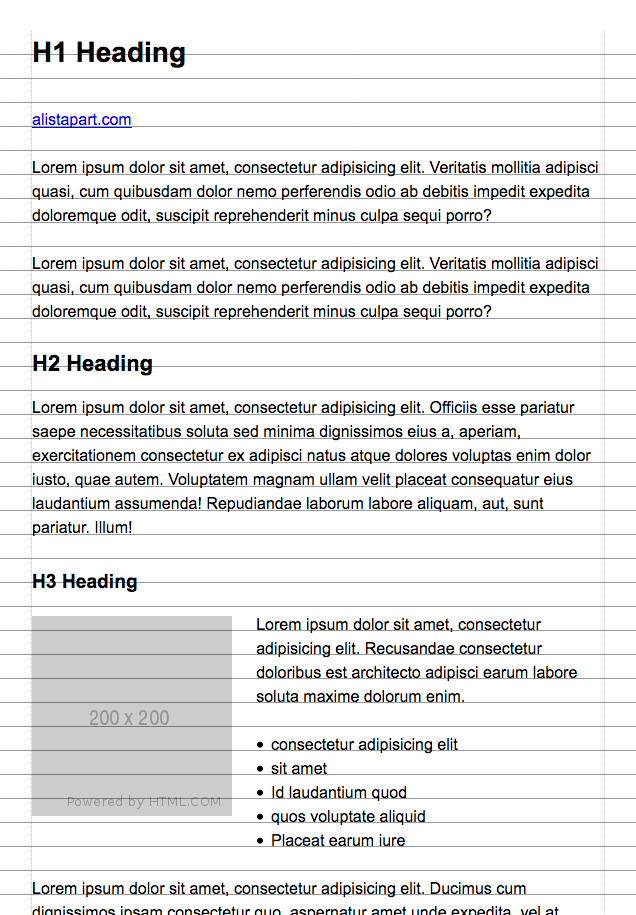 H1 Heading
alistapart.com
Lorem ipsum dolor sit amet, consectetur adipisicing elit. Veritatis mollitia adipisci
quasi, cum quibusdam dolor nemo perferendis odio ab debitis impedit expedita
doloremque odit, suscipit reprehenderit minus culpa sequi porro?
Lorem ipsum dolor sit amet, consectetur adipisicing elit. Veritatis mollitia adipisci
quasi, cum quibusdam dolor nemo perferendis odio ab debitis impedit expedita
doloremque odit, suscipit reprehenderit minus culpa sequi porro?
H2 Heading
Lorem ipsum dolor sit amet, consectetur adipisicing elit. Officiis esse pariatur
saepe necessitatibus soluta sed minima dignissimos eius a, aperiam,
exercitationem consectetur ex adipisci natus atque dolores voluptas enim dolor
iusto, quae autem. Voluptatem magnam ullam velit placeat consequatur eius
laudantium assumenda! Repudiandae laborum labore aliquam, aut, sunt
pariatur. Illum!
H3 Heading
200 x 200
Powered by HTML.COM
Lorem ipsum dolor sit amet, consectetur
adipisicing elit. Recusandae consectetur
doloribus est architecto adipisci earum labore
soluta maxime dolorum enim.
• consectetur adipisicing elit
• sit amet
• Id laudantium quod
• quos voluptate aliquid
• Placeat earum iure
Lorem ipsum dolor sit amet, consectetur adipisicing elit. Ducimus cum
dignissimos ipsam consectetur quo, aspernatur amet unde expedita, vel at